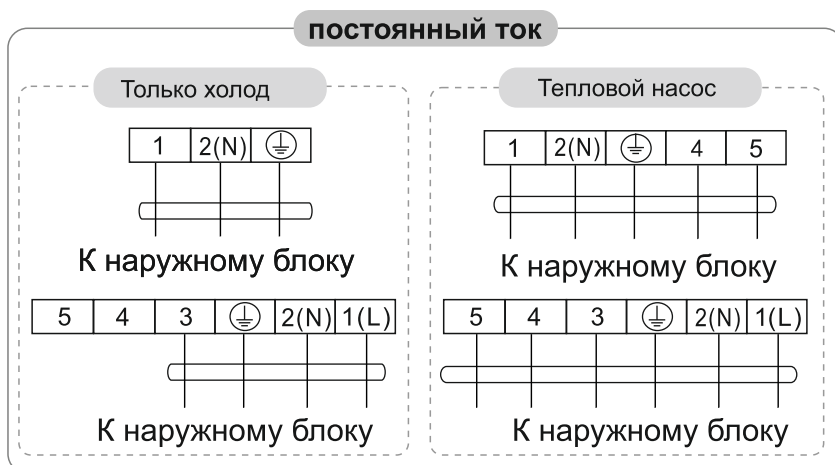 постоянный ток
Только холод
1 2(N)
К наружному блоку
5 4 3 2(N) 1(L)
К наружному блоку
Тепловой насос
1 2(N) 4 5
К наружному блоку
5 4 3 2(N) 1(L)
К наружному блоку